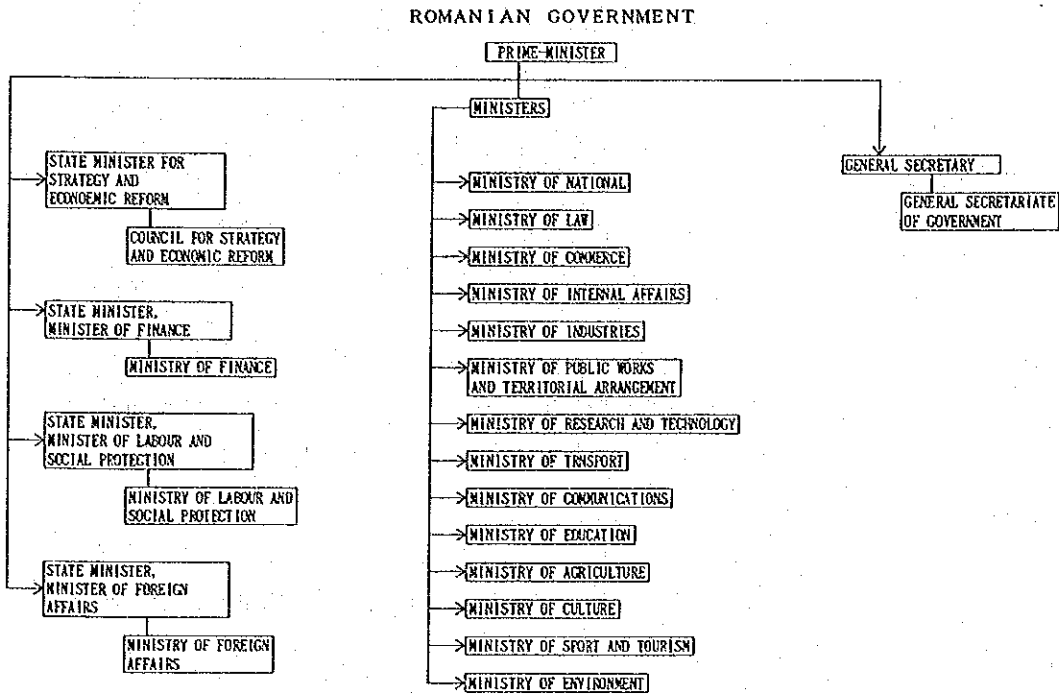 ROMANIAN GOVERNMENT
PRIME-MINISTER
STATE MINISTER FOR
STRATEGY AND
ECONOEMIC REFORM
COUNCIL FOR STRATEGY
AND ECONOMIC REFORM
STATE MINISTER,
MINISTER OF FINANCE
MINISTRY OF FINANCE
STATE MINISTER,
MINISTER OF LABOUR AND
SOCIAL PROTECTION
MINISTRY OF LABOUR AND
SOCIAL PROTECTION
STATE MINISTER,
MINISTER OF FOREIGN
AFFAIRS
MINISTRY OF FOREIGN
AFFAIRS
MINISTERS
MINISTRY OF NATIONAL
MINISTRY OF LAW
MINISTRY OF COMMERCE
MINISTRY OF INTERNAL AFFAIRS
MINISTRY OF INDUSTRIES
MINISTRY OF PUBLIC WORKS
AND TERRITORIAL ARRANGEMENT
MINISTRY OF RESEARCH AND TECHNOLOGY
MINISTRY OF TRNSPORT
MINISTRY OF COMMUNICATIONS
MINISTRY OF EDUCATION
MINISTRY OF AGRICULTURE
MINISTRY OF CULTURE
MINISTRY OF SPORT AND TOURISM
MINISTRY OF ENVIRONMENT
GENERAL SECRETARY
GENERAL SECRETARIATE
OF GOVERNMENT